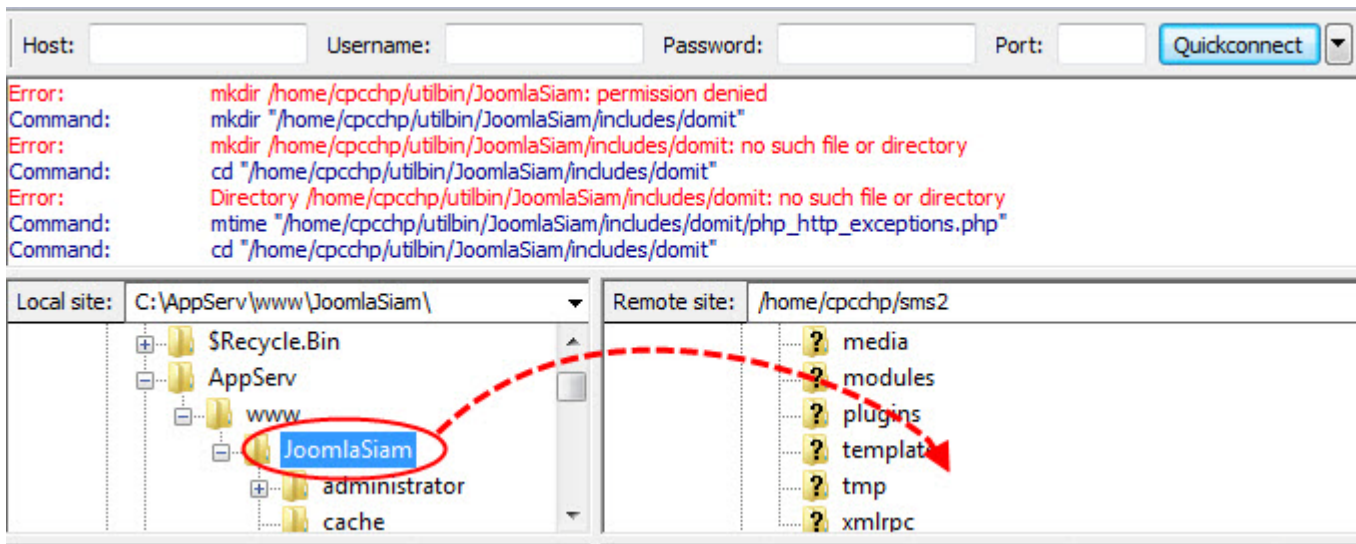 Host: Username: Password: Port: Quickconnect
Error: mkdir /home/cpcchp/utilbin/JoomlaSiam: permission denied
Command: mkdir "/home/cpcchp/utilbin/JoomlaSiam/includes/domit"
Error: mkdir /home/cpcchp/utilbin/JoomlaSiam/includes/domit: no such file or directory
Command: cd "/home/cpcchp/utilbin/JoomlaSiam/includes/domit"
Error: Directory /home/cpcchp/utilbin/JoomlaSiam/includes/domit: no such file or directory
Command: mtime "/home/cpcchp/utilbin/JoomlaSiam/includes/domit/php_http_exceptions.php"
Command: cd "/home/cpcchp/utilbin/JoomlaSiam/includes/domit"
Local site: C:\AppServ\www\JoomlaSiam\
$Recycle.Bin
AppServ
www
JoomlaSiam
administrator
cache
Remote site: /home/cpcchp/sms2
media
modules
plugins
templat
tmp
xmlrpc